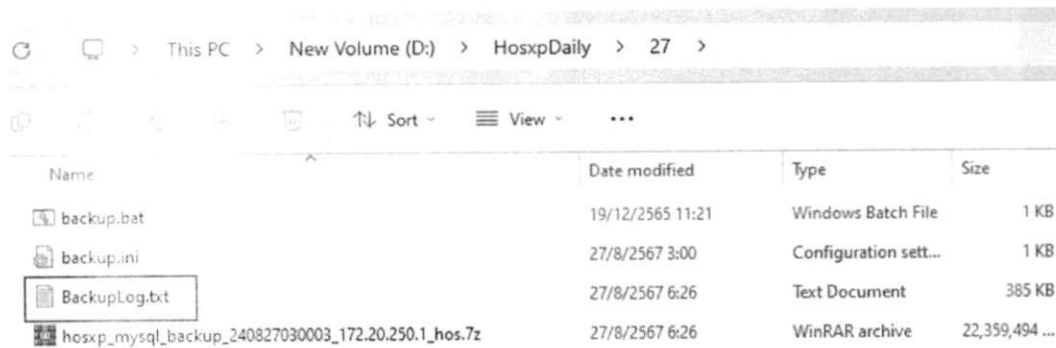 This PC > New Volume (D:) > HosxpDaily > 27 >
Sort View ...
Name Date modified Type Size
backup.bat 19/12/2565 11:21 Windows Batch File 1 KB
backup.ini 27/8/2567 3:00 Configuration sett... 1 KB
BackupLog.txt 27/8/2567 6:26 Text Document 385 KB
hosxp_mysql_backup_240827030003_172.20.250.1_hos.7z 27/8/2567 6:26 WinRAR archive 22,359,494 ...